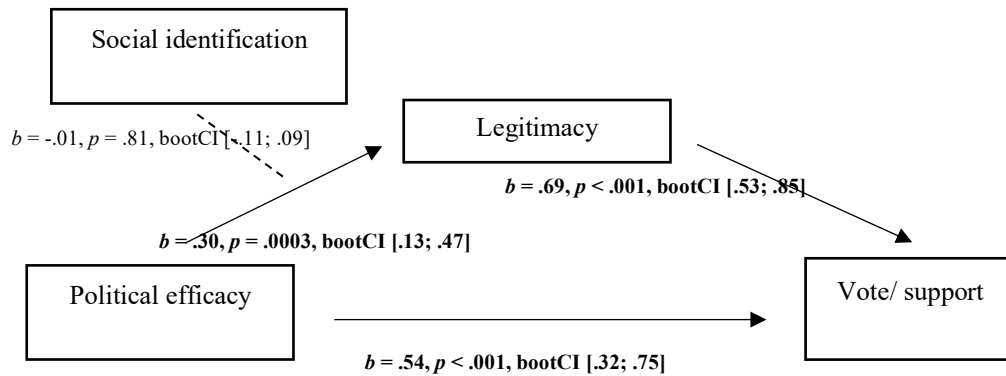 Social identification
b = -.01, p = .81, bootCI [-.11; .09]
Legitimacy
b = .69, p < .001, bootCI [.53; .85]
b = .30, p = .0003, bootCI [.13; .47]
Political efficacy
Vote/ support
b = .54, p < .001, bootCI [.32; .75]